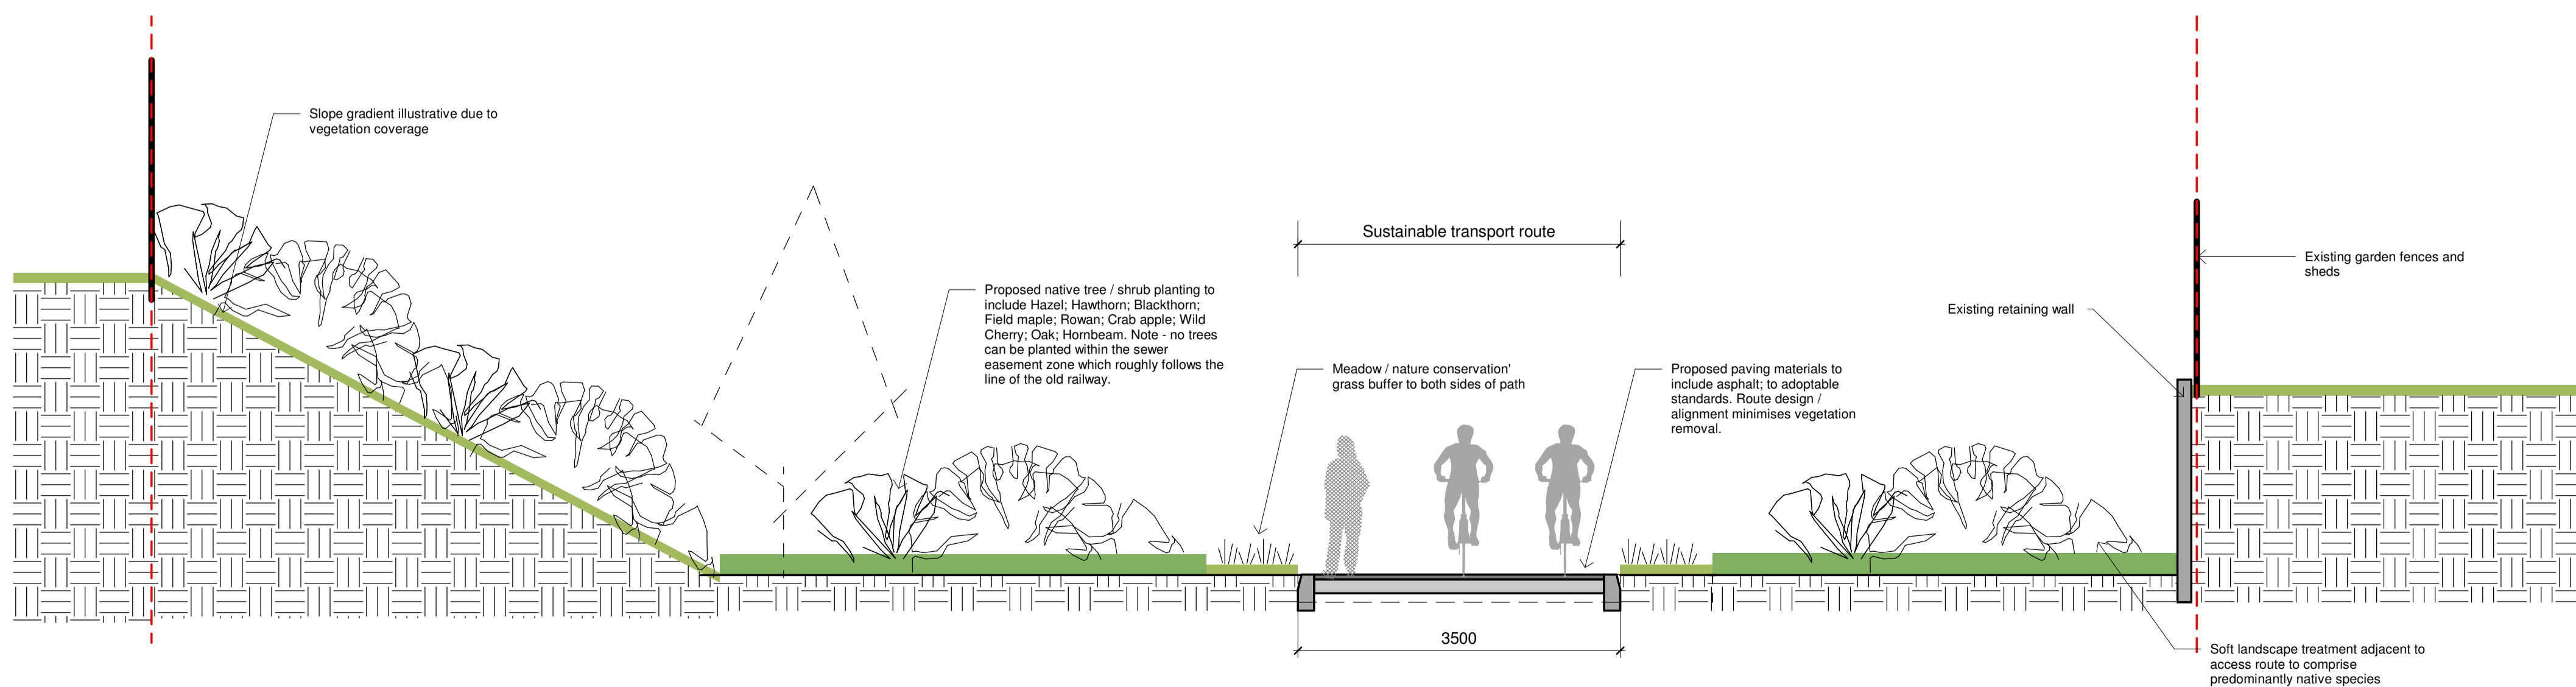 Slope gradient illustrative due to
vegetation coverage
Proposed native tree / shrub planting to
include Hazel; Hawthorn; Blackthorn;
Field maple; Rowan; Crab apple; Wild
Cherry; Oak; Hornbeam. Note - no trees
can be planted within the sewer
easement zone which roughly follows the
line of the old railway.
Sustainable transport route
Meadow / nature conservation'
grass buffer to both sides of path
Proposed paving materials to
include asphalt; to adoptable
standards. Route design /
alignment minimises vegetation
removal.
Existing retaining wall
Existing garden fences and
sheds
3500
Soft landscape treatment adjacent to
access route to comprise
predominantly native species